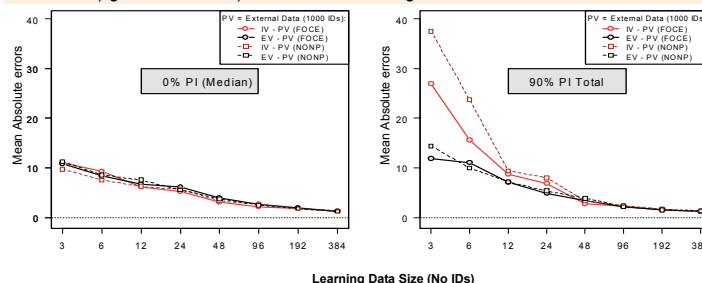 PV = External Data (1000 IDs):
IV - PV (FOCE)
EV - PV (FOCE)
IV - PV (NONP)
EV - PV (NONP)
0% PI (Median)
Mean Absolute errors
40
30
20
10
0
3 6 12 24 48 96 192 384
PV = External Data (1000 IDs
IV - PV (FOCE)
EV - PV (FOCE)
IV - PV (NONP)
EV - PV (NONP)
90% PI Total
Mean Absolute errors
40
30
20
10
0
3 6 12 24 48 96 192 38
Learning Data Size (No IDs)